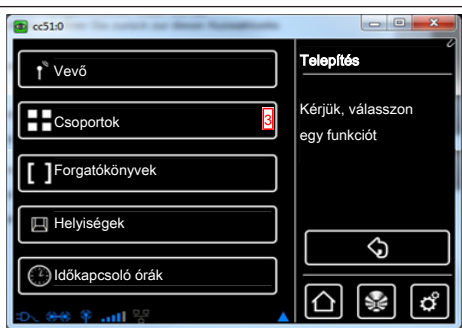 cc51:0
Vevő
Csoportok
3
Forgatókönyvek
Helyiségek
Időkapcsoló órák
Telepítés
Kérjük, válasszon
egy funkciót